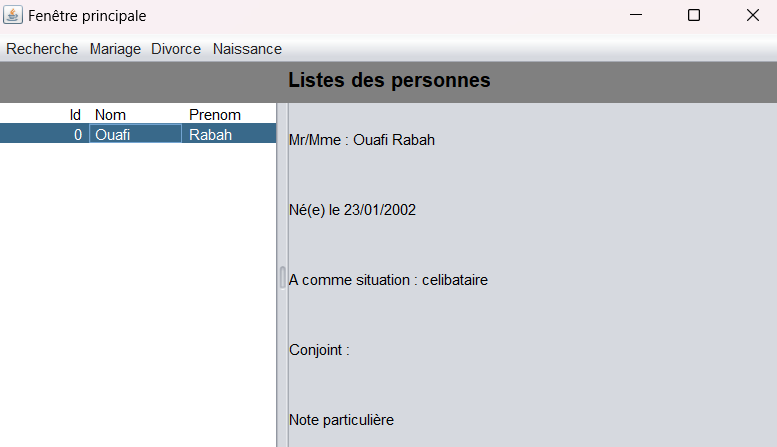 Fenêtre principale
Recherche Mariage Divorce Naissance
Listes des personnes
Id Nom Prenom
0 Ouafi Rabah
Mr/Mme : Ouafi Rabah
Né(e) le 23/01/2002
A comme situation : celibataire
Conjoint :
Note particulière